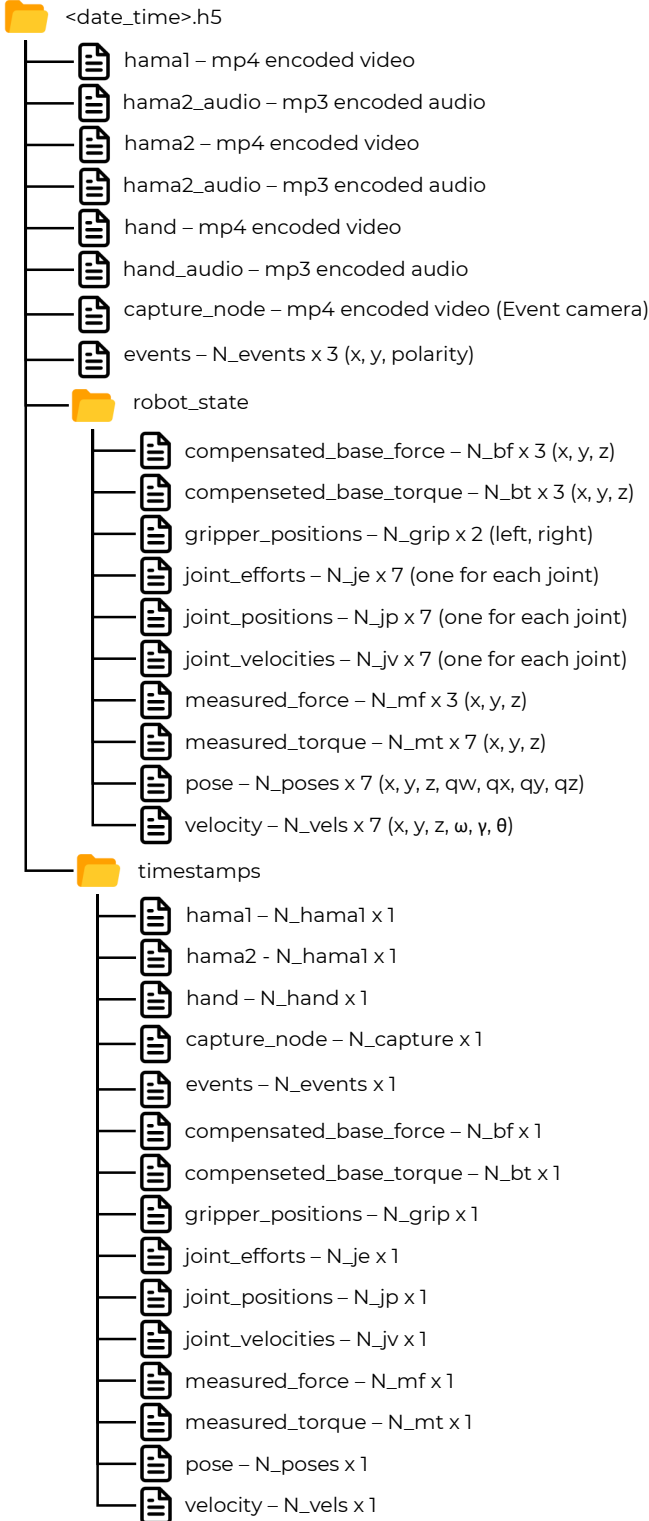 <date_time>.h5
hama1 – mp4 encoded video
hama2_audio – mp3 encoded audio
hama2 – mp4 encoded video
hama2_audio – mp3 encoded audio
hand – mp4 encoded video
hand_audio – mp3 encoded audio
capture_node – mp4 encoded video (Event camera)
events – N_events x 3 (x, y, polarity)
robot_state
compensated_base_force – N_bf x 3 (x, y, z)
compenseted_base_torque – N_bt x 3 (x, y, z)
gripper_positions – N_grip x 2 (left, right)
joint_efforts – N_je x 7 (one for each joint)
joint_positions – N_jp x 7 (one for each joint)
joint_velocities – N_jv x 7 (one for each joint)
measured_force – N_mf x 3 (x, y, z)
measured_torque – N_mt x 7 (x, y, z)
pose – N_poses x 7 (x, y, z, qw, qx, qy, qz)
velocity – N_vels x 7 (x, y, z, ω, γ, θ)
timestamps
hama1 – N_hama1 x 1
hama2 - N_hama1 x 1
hand – N_hand x 1
capture_node – N_capture x 1
events – N_events x 1
compensated_base_force – N_bf x 1
compenseted_base_torque – N_bt x 1
gripper_positions – N_grip x 1
joint_efforts – N_je x 1
joint_positions – N_jp x 1
joint_velocities – N_jv x 1
measured_force – N_mf x 1
measured_torque – N_mt x 1
pose – N_poses x 1
velocity – N_vels x 1